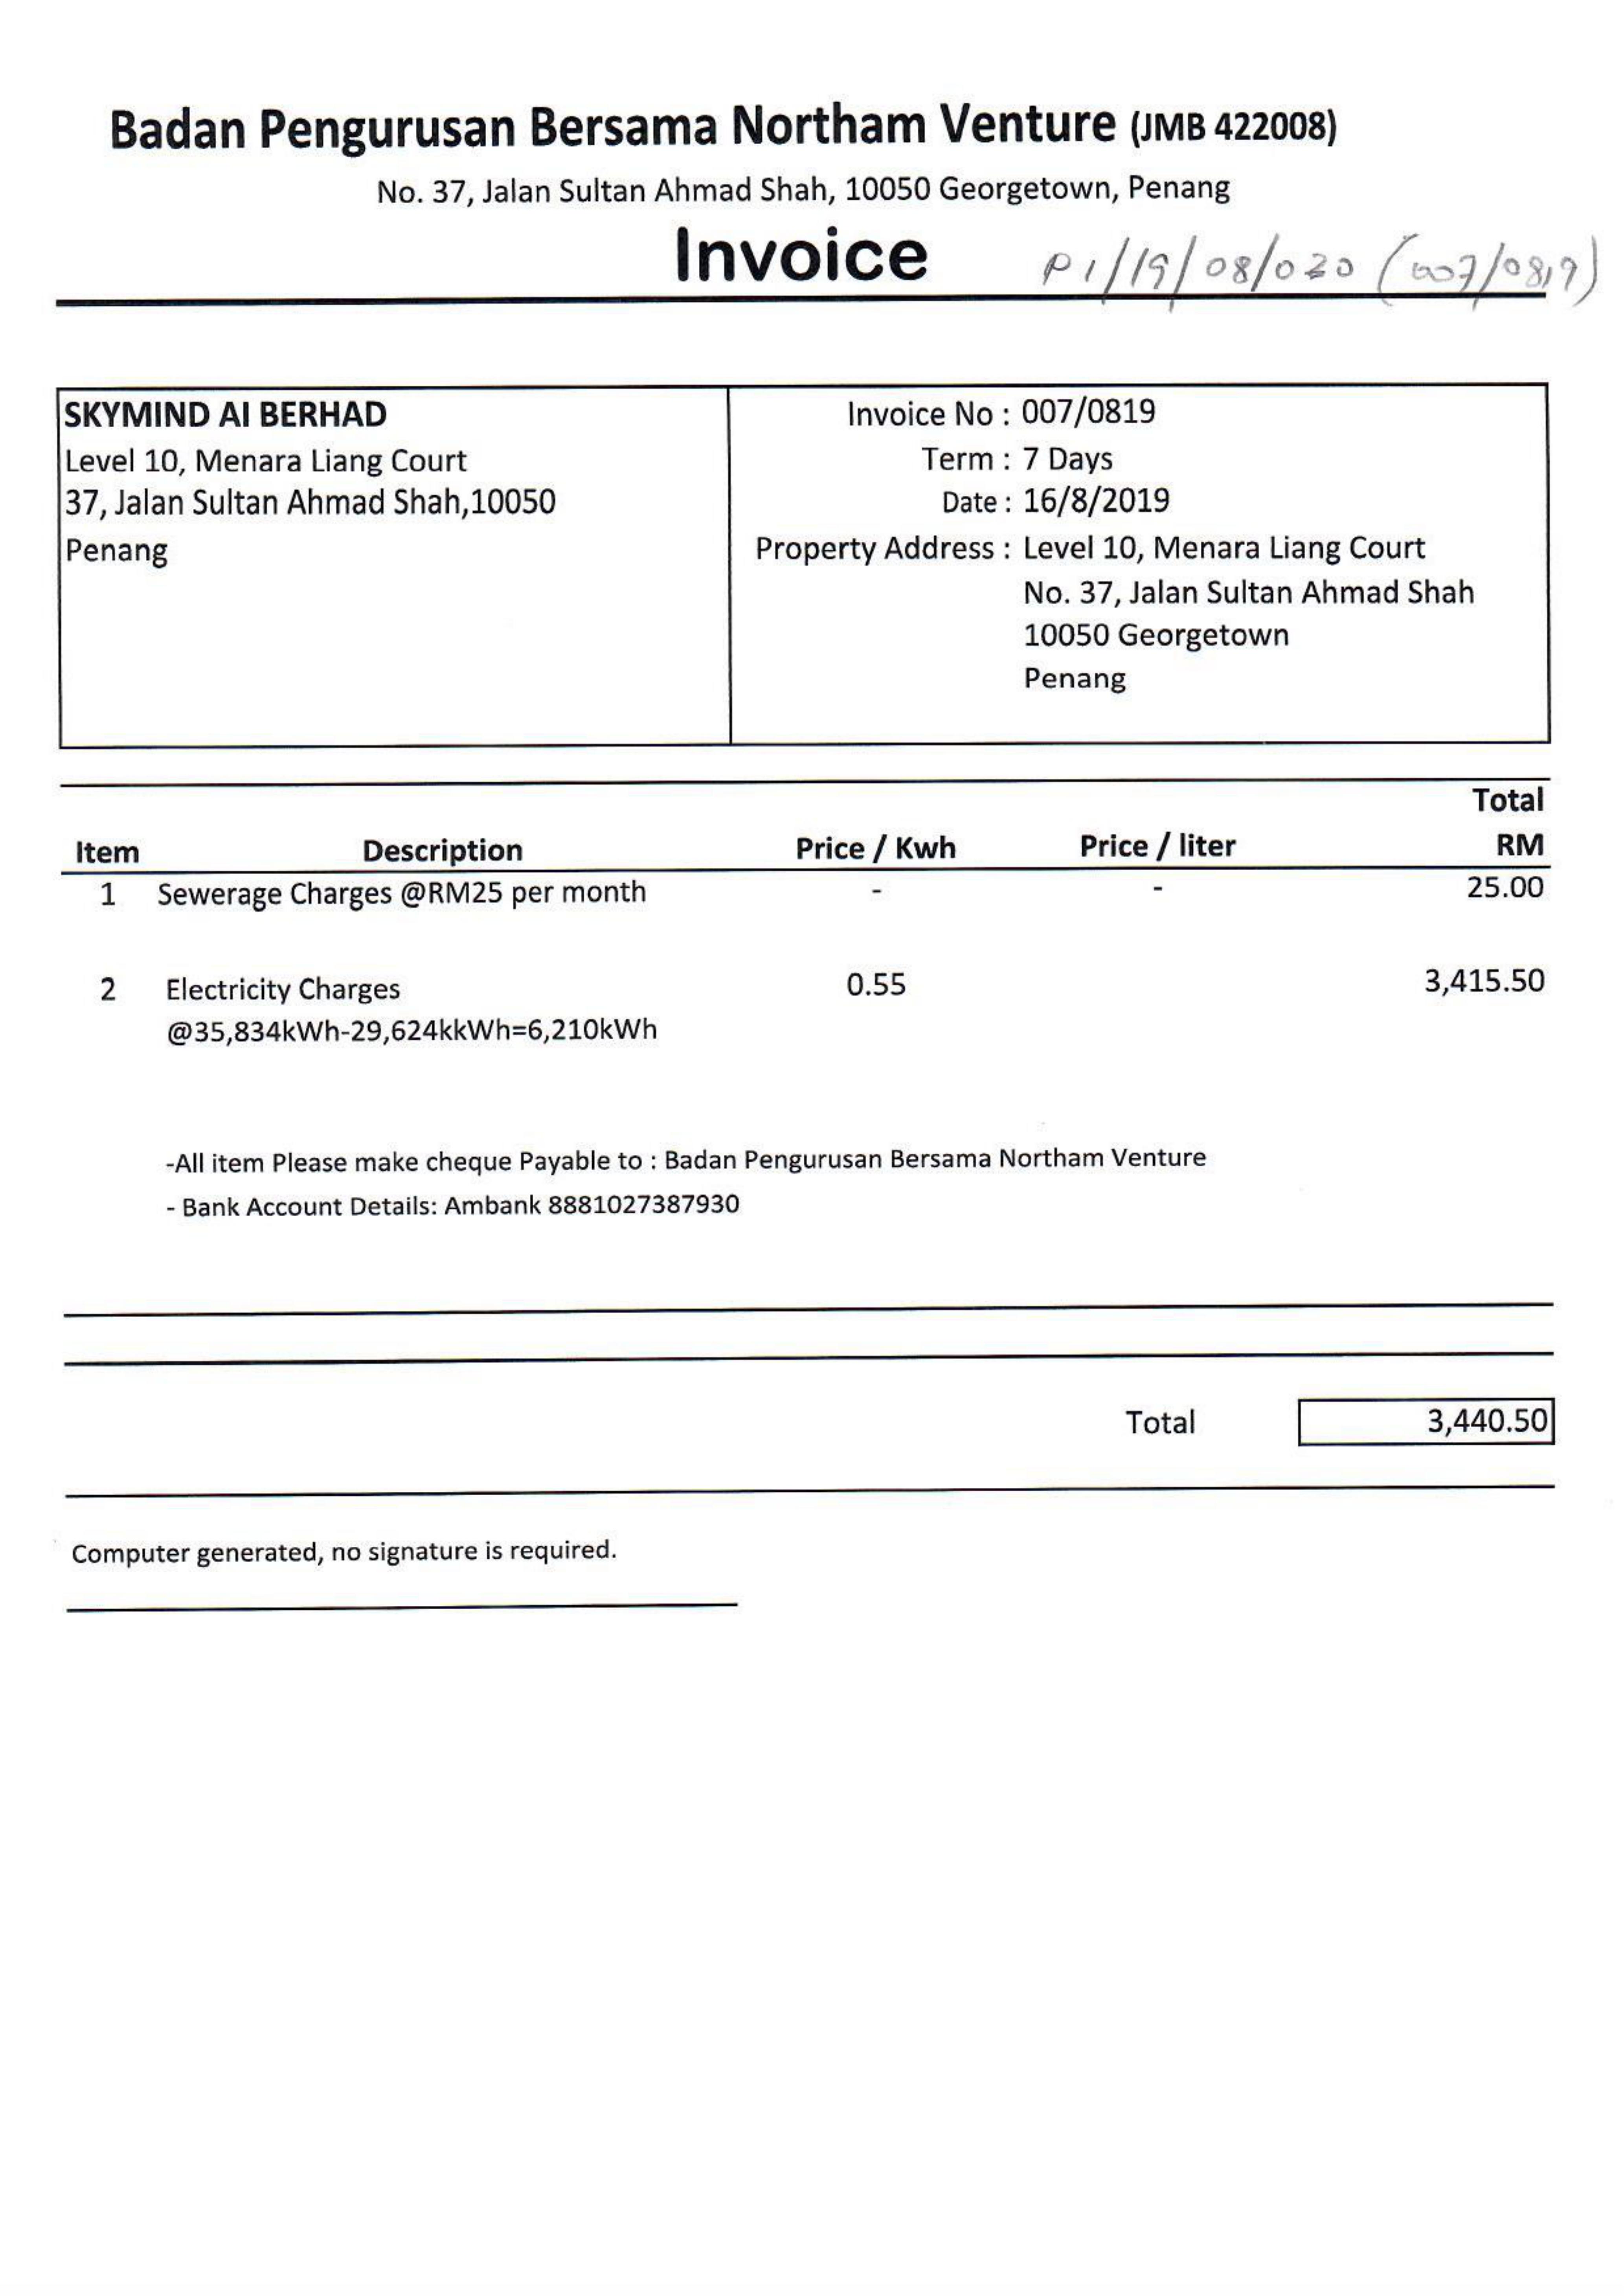 Badan Pengurusan Bersama Northam Venture (JMB 422008)
No. 37, Jalan Sultan Ahmad Shah, 10050 Georgetown, Penang
Invoice
PI/19/08/020 (007/0819)
SKYMIND AI BERHAD
Level 10, Menara Liang Court
37, Jalan Sultan Ahmad Shah,10050
Penang
Invoice No : 007/0819
Term : 7 Days
Date : 16/8/2019
Property Address : Level 10, Menara Liang Court
No. 37, Jalan Sultan Ahmad Shah
10050 Georgetown
Penang
Total
Item Description Price / Kwh Price / liter RM
1 Sewerage Charges @RM25 per month - - 25.00
2 Electricity Charges 0.55 3,415.50
@35,834kWh-29,624kkWh=6,210kWh
-All item Please make cheque Payable to : Badan Pengurusan Bersama Northam Venture
- Bank Account Details: Ambank 8881027387930
Total 3,440.50
Computer generated, no signature is required.